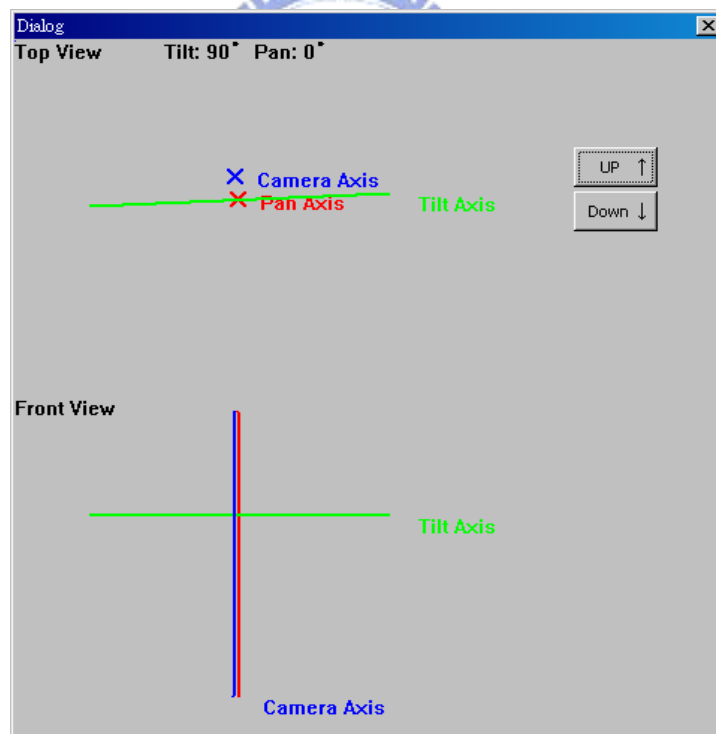 Dialog
Top View Tilt: 90° Pan: 0°
Camera Axis
Pan Axis
Tilt Axis
UP ↑
Down ↓
Front View
Tilt Axis
Camera Axis